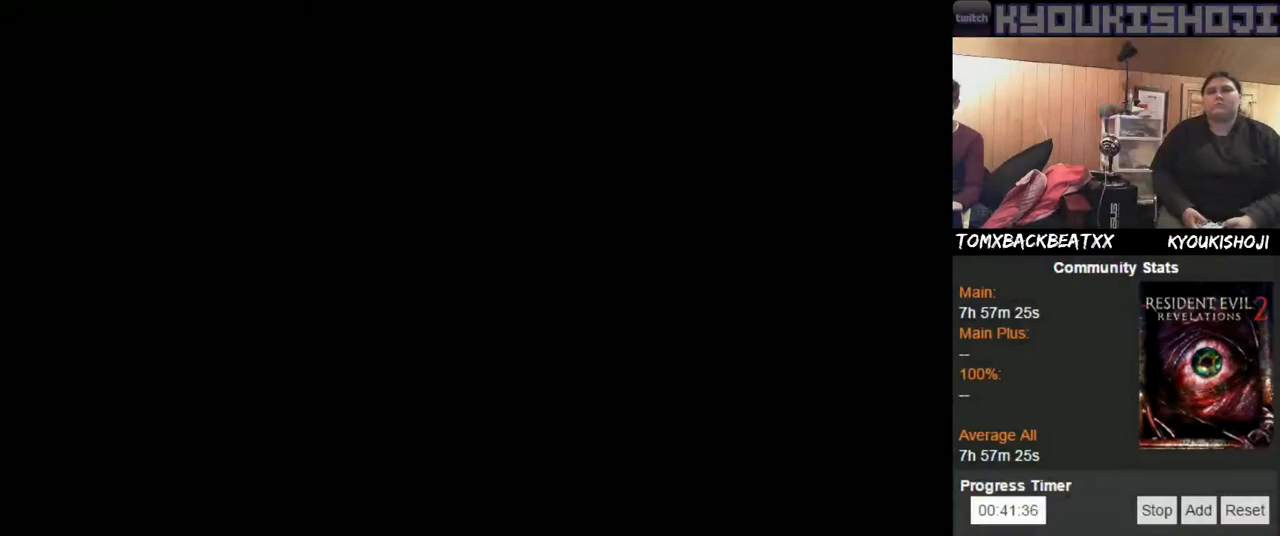 twitch KYOUKISHOJI
TOMXBACKBEATXX KYOUKISHOJI
Community Stats
Main:
7h 57m 25s
Main Plus:
--
100%:
--
Average All
7h 57m 25s
RESIDENT EVIL
REVELATIONS 2
Progress Timer
00:41:36 Stop Add Reset
ASUS